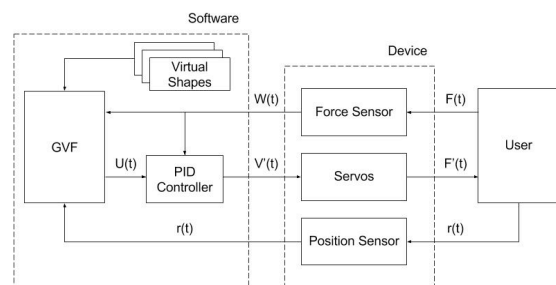 Software
Device
Virtual
Shapes
W(t)
Force Sensor
F(t)
GVF
U(t)
PID
Controller
V'(t)
Servos
F'(t)
User
r(t)
Position Sensor
r(t)